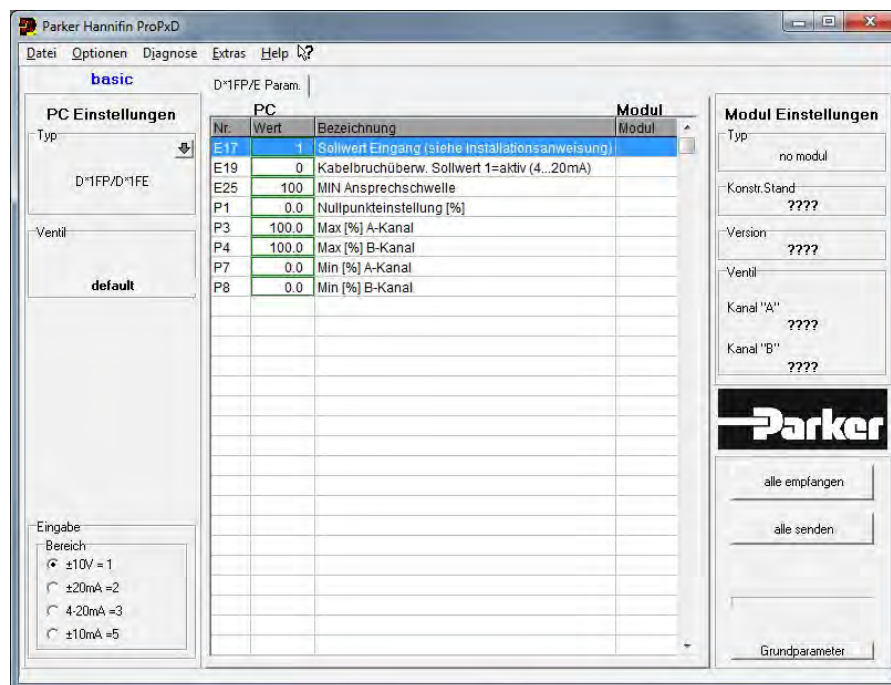 Parker Hannifin ProPxD
Datei Optionen Diagnose Extras Help ?
basic
PC Einstellungen
Typ
D*1FP/D*1FE
Ventil
default
Eingabe
Bereich
±10V = 1
±20mA =2
4-20mA =3
±10mA =5
D*1FP/E Param.
PC Modul
Nr. Wert Bezeichnung Modul
E17 1 Sollwert Eingang (siehe Installationsanweisung)
E19 0 Kabelbruchüberw. Sollwert 1=aktiv (4...20mA)
E25 100 MIN Ansprechschwelle
P1 0.0 Nullpunkteinstellung [%]
P3 100.0 Max [%] A-Kanal
P4 100.0 Max [%] B-Kanal
P7 0.0 Min [%] A-Kanal
P8 0.0 Min [%] B-Kanal
Modul Einstellungen
Typ
no modul
Konstr.Stand
????
Version
????
Ventil
Kanal "A"
????
Kanal "B"
????
Parker
alle empfangen
alle senden
Grundparameter